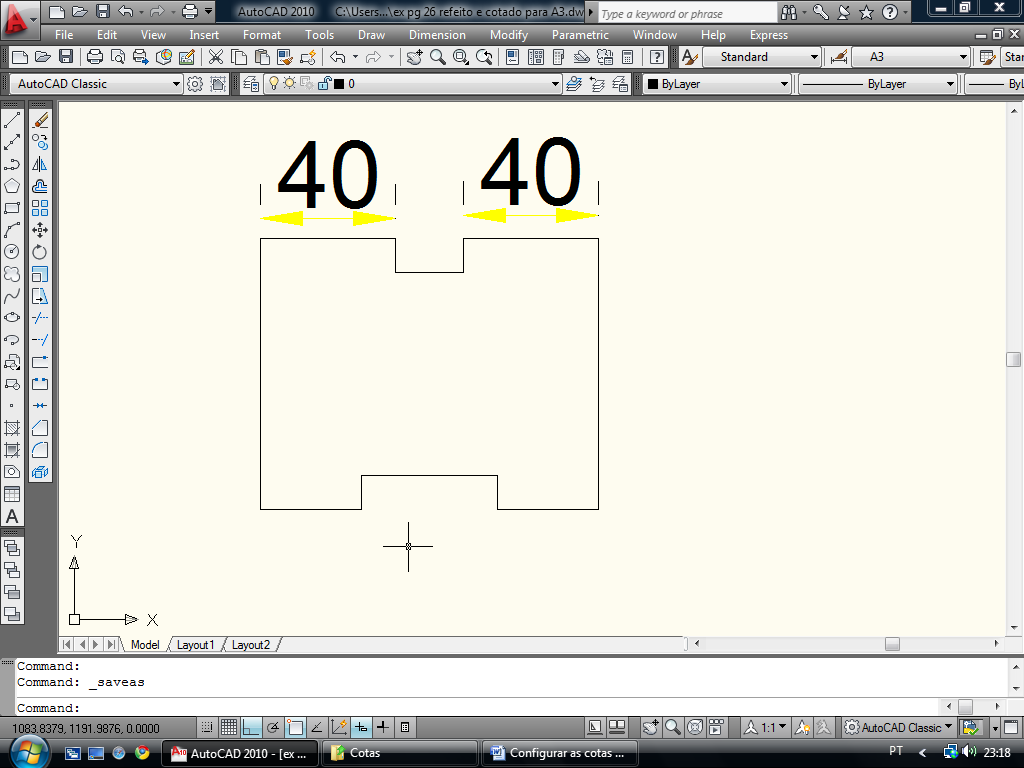 AutoCAD 2010 C:\Users...\ex pg 26 refeito e cotado para A3.dw
Type a keyword or phrase
File Edit View Insert Format Tools Draw Dimension Modify Parametric Window Help Express
Standard A3 Star
AutoCAD Classic 0 ByLayer ByLayer ByL
40 40
A
Y
X
Model Layout1 Layout2
Command:
Command: _saveas
Command:
1083.8379, 1191.9876, 0.0000 1:1 AutoCAD Classic
AutoCAD 2010 - [ex ... Cotas Configurar as cotas ... PT 23:18